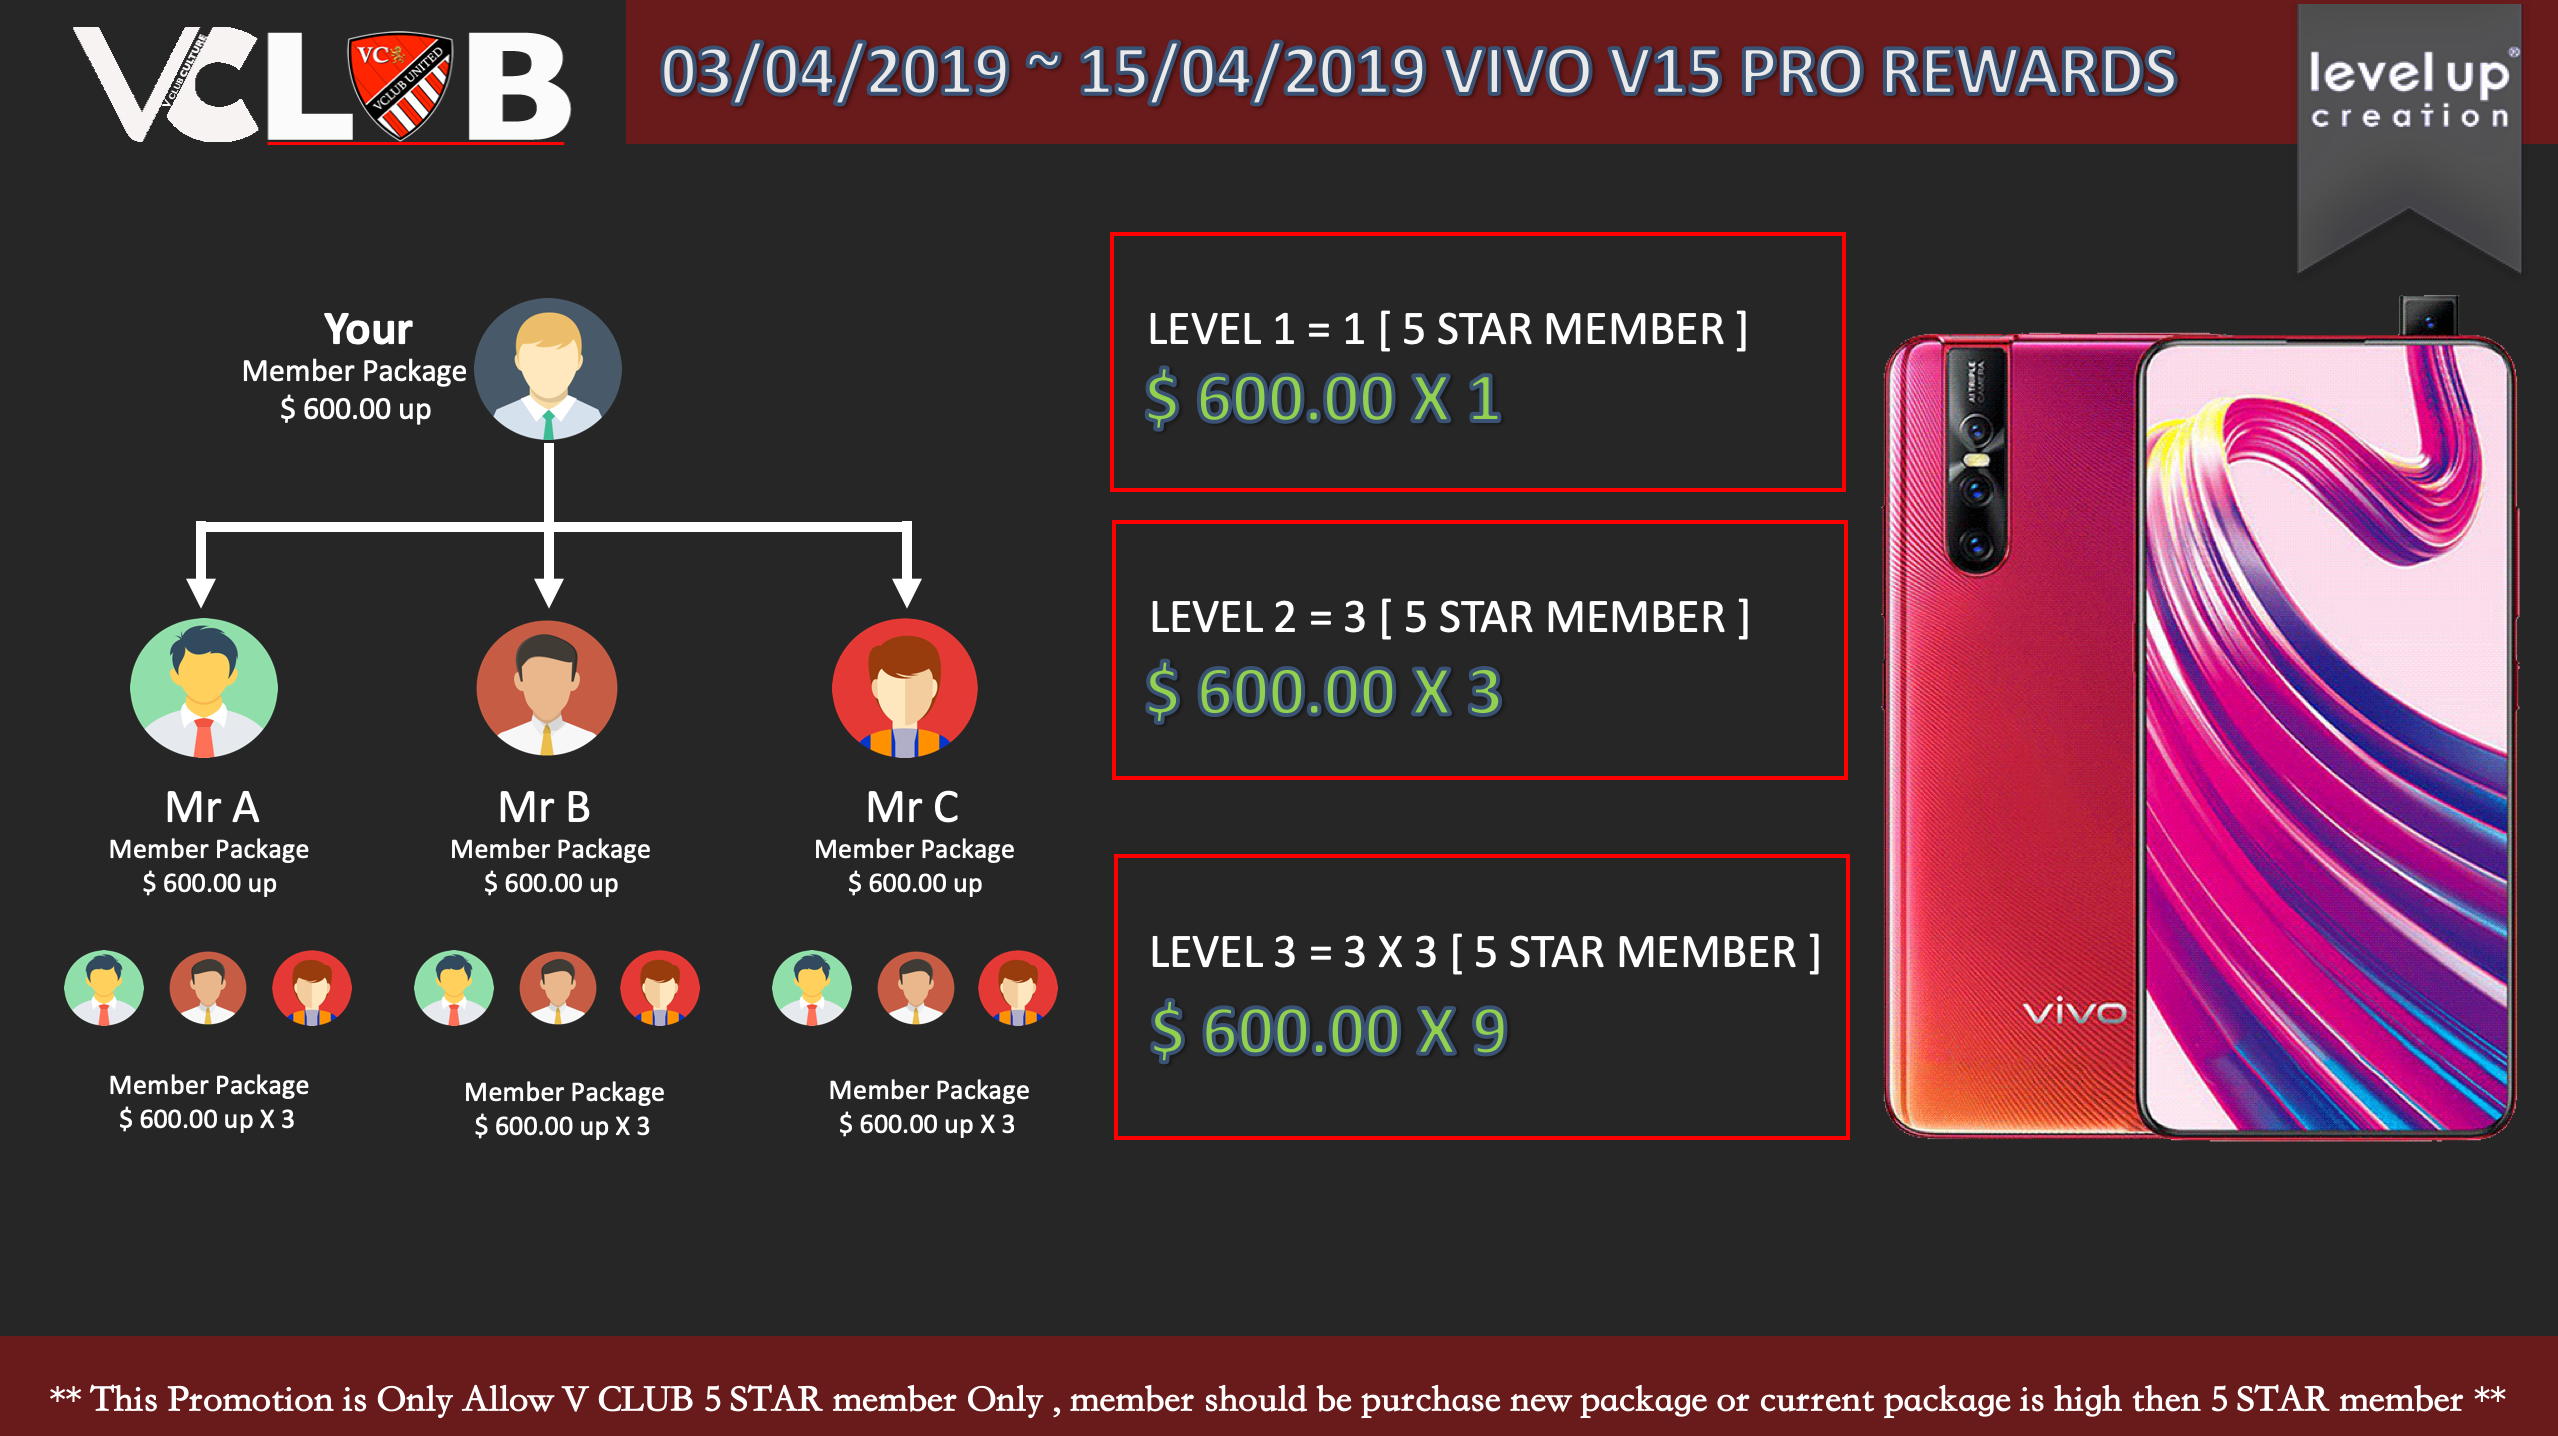 VCLUB
V CLUB CULTURE
VC
VCLUB UNITED
03/04/2019 ~ 15/04/2019 VIVO V15 PRO REWARDS
level up®
creation
Your
Member Package
$ 600.00 up
LEVEL 1 = 1 [ 5 STAR MEMBER ]
$ 600.00 X 1
AI TRIPLE
CAMERA
LEVEL 2 = 3 [ 5 STAR MEMBER ]
$ 600.00 X 3
Mr A
Member Package
$ 600.00 up
Mr B
Member Package
$ 600.00 up
Mr C
Member Package
$ 600.00 up
LEVEL 3 = 3 X 3 [ 5 STAR MEMBER ]
$ 600.00 X 9
vivo
Member Package
$ 600.00 up X 3
Member Package
$ 600.00 up X 3
Member Package
$ 600.00 up X 3
** This Promotion is Only Allow V CLUB 5 STAR member Only , member should be purchase new package or current package is high then 5 STAR member **